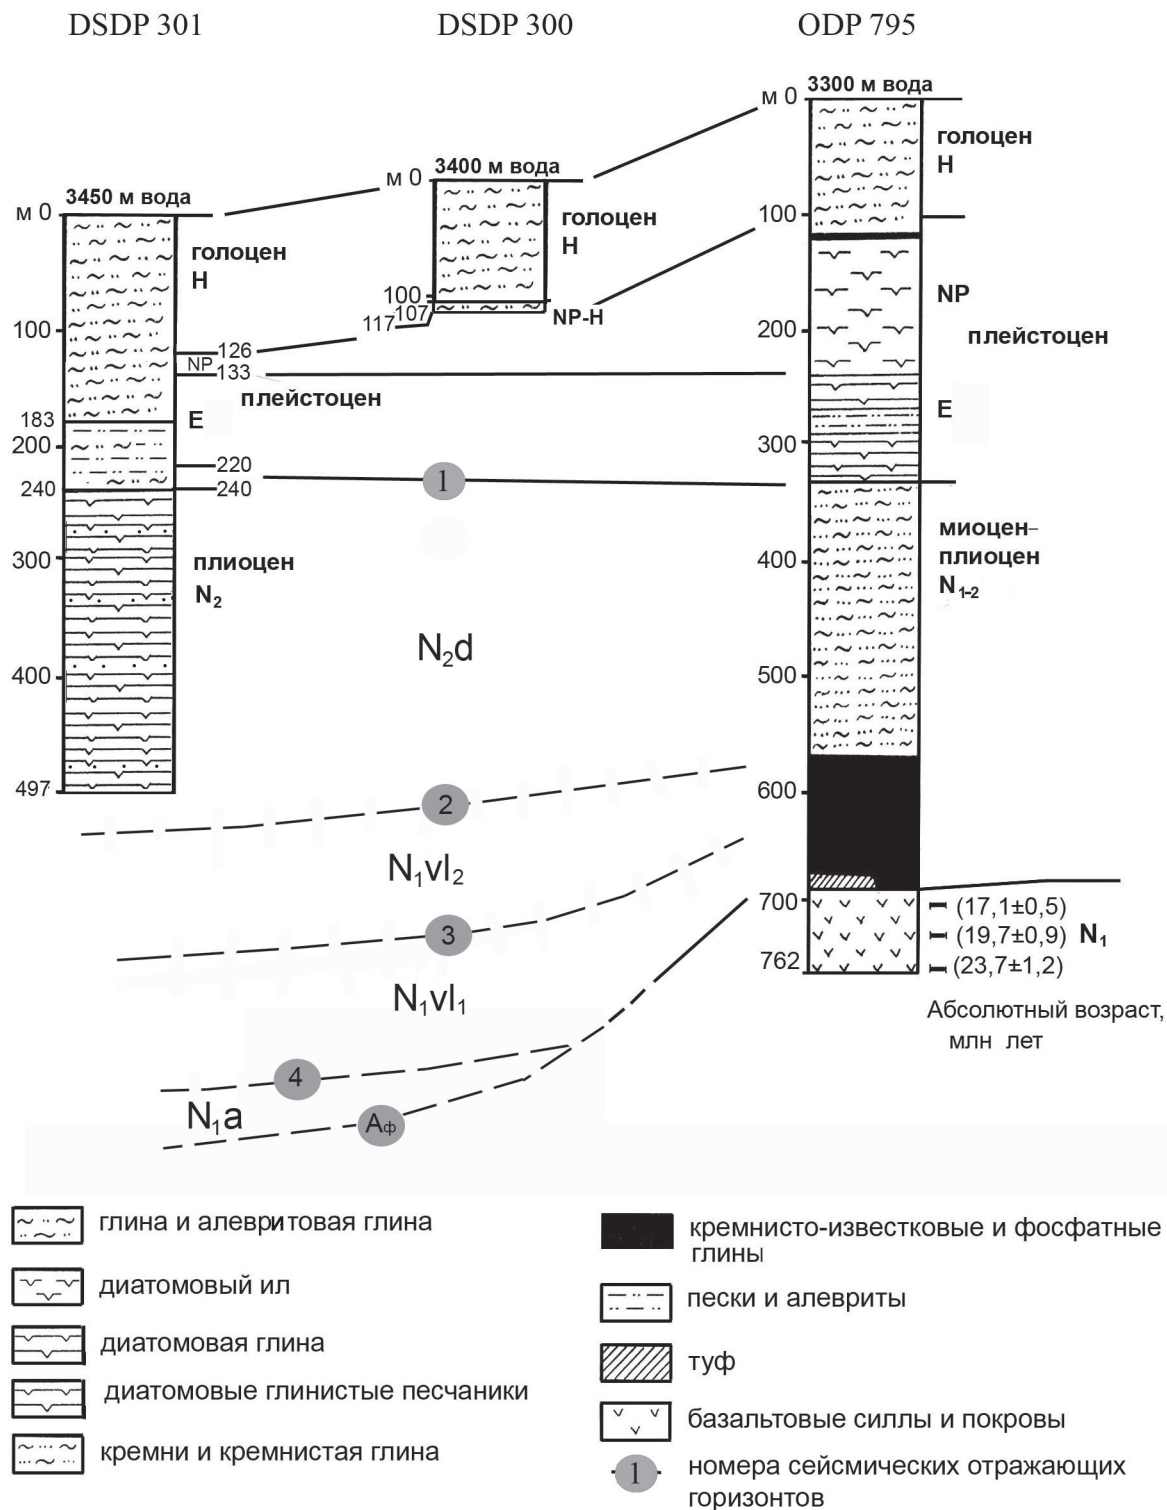 DSDP 301
DSDP 300
ODP 795
3450 м вода
м 0
100
183
200
240
300
400
497
голоцен
H
126
NP
133
плейстоцен
E
220
240
плиоцен
N2
3400 м вода
м 0
100
107
117
голоцен
H
NP-H
3300 м вода
м 0
100
200
300
400
500
600
700
762
голоцен
H
NP
плейстоцен
E
миоцен–
плиоцен
N1-2
(17,1±0,5)
(19,7±0,9) N1
(23,7±1,2)
Абсолютный возраст,
млн лет
1
N2d
2
N1vl2
3
N1vl1
4
N1a
Аф
глина и алевритовая глина
диатомовый ил
диатомовая глина
диатомовые глинистые песчаники
кремни и кремнистая глина
кремнисто-известковые и фосфатные
глины
пески и алевриты
туф
базальтовые силлы и покровы
1
номера сейсмических отражающих
горизонтов